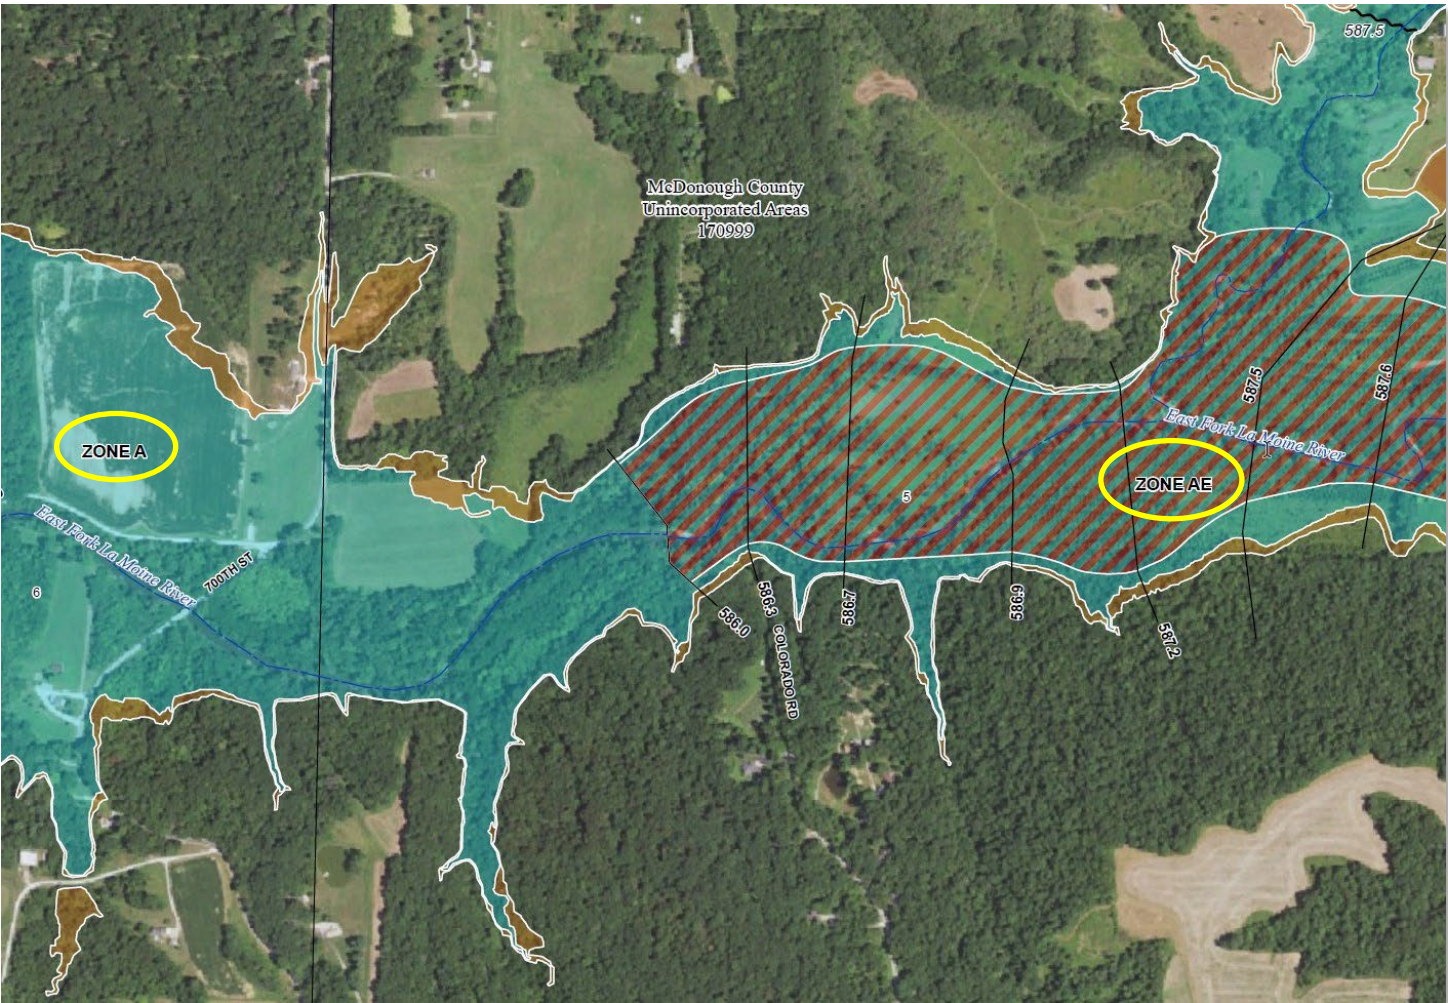 587.5
McDonough County
Unincorporated Areas
170999
587.5
587.6
East Fork La Moine River
ZONE A
ZONE AE
5
East Fork La Moine River
700TH ST
6
586.0
586.3
COLORADO RD
586.7
586.9
587.2